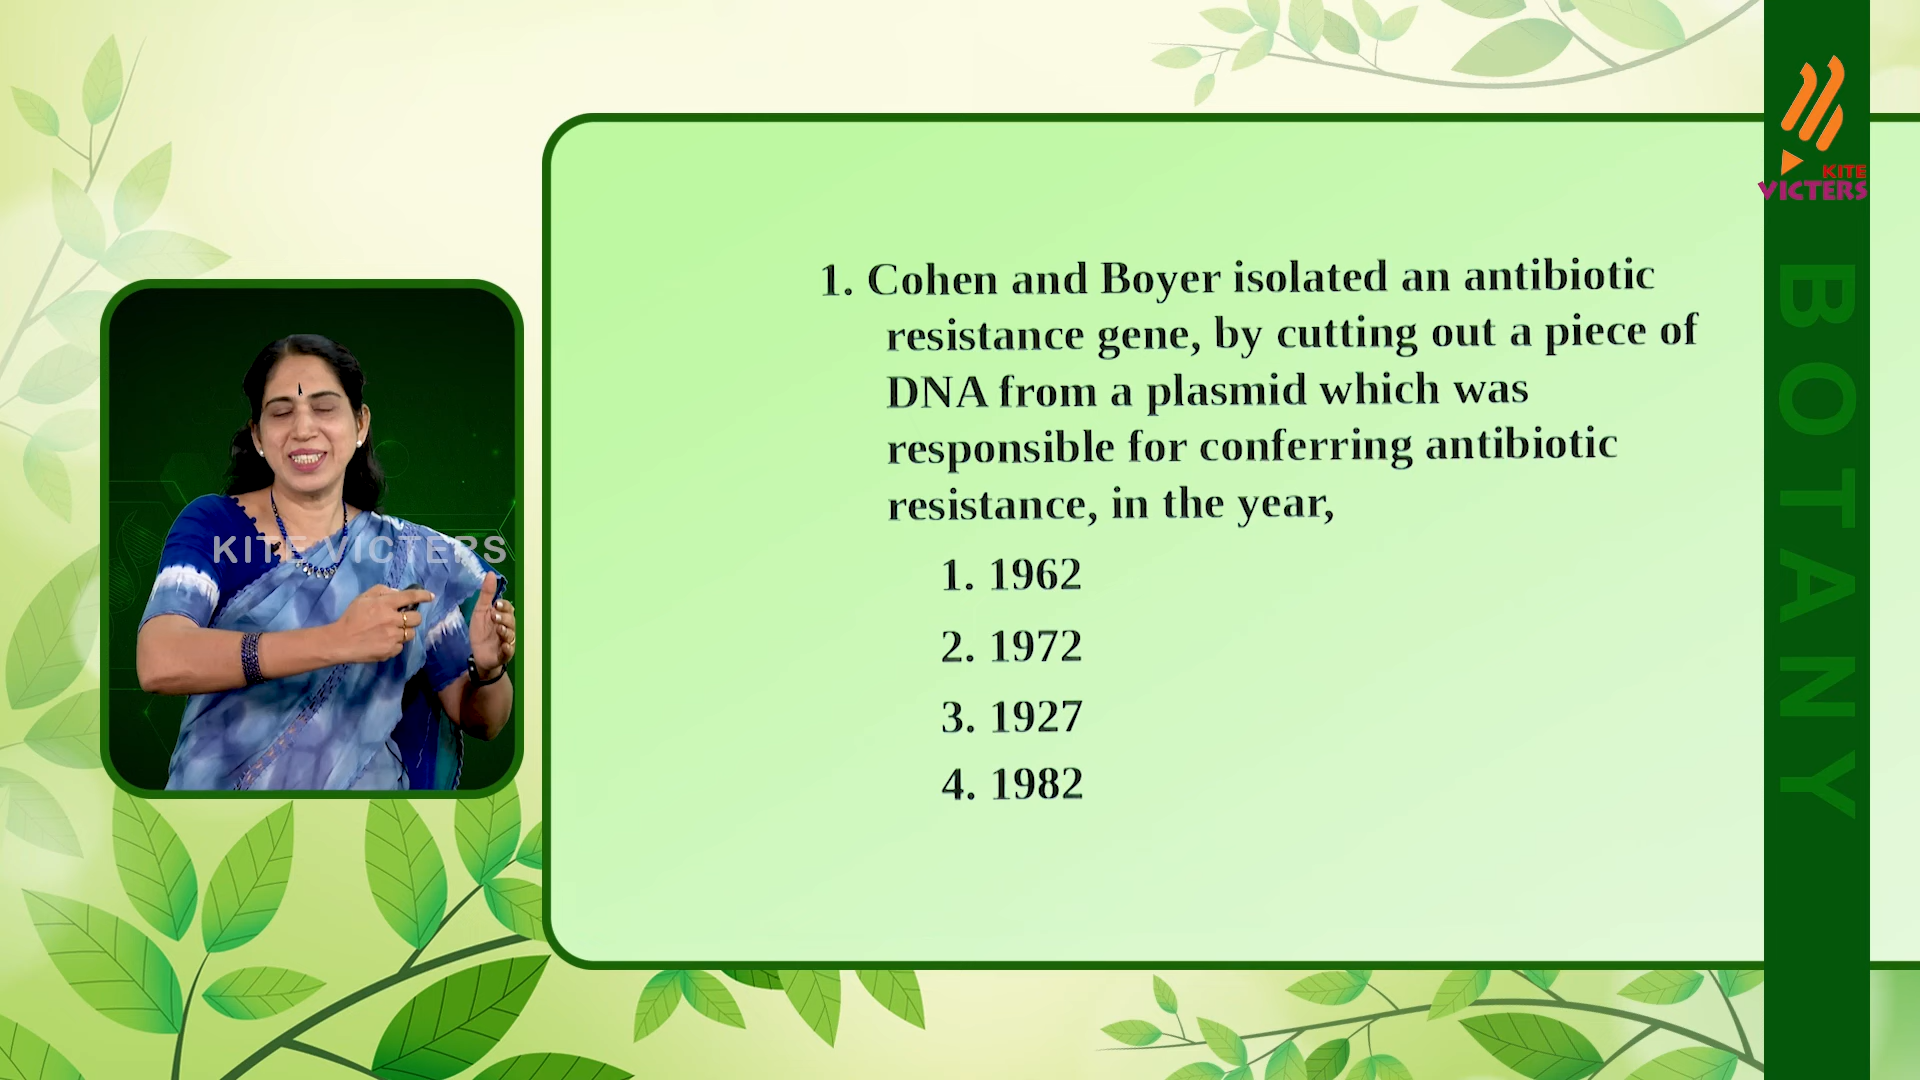 1. Cohen and Boyer isolated an antibiotic
resistance gene, by cutting out a piece of
DNA from a plasmid which was
responsible for conferring antibiotic
resistance, in the year,
1. 1962
2. 1972
3. 1927
4. 1982
KITE VICTERS
KITE
VICTERS
BOTANY